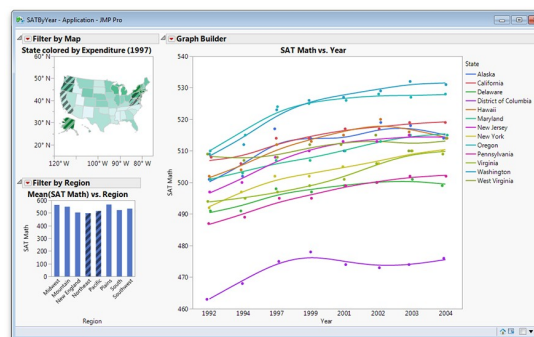 SATByYear - Application - JMP Pro
Filter by Map
State colored by Expenditure (1997)
60° N
50° N
40° N
30° N
20° N
120° W
100° W
90° W
80° W
Filter by Region
Mean(SAT Math) vs. Region
SAT Math
600
500
400
300
200
100
0
Midwest
Mountain
New England
Northeast
Pacific
Plains
South
Southwest
Region
Graph Builder
SAT Math vs. Year
SAT Math
540
530
520
510
500
490
480
470
460
1992
1994
1997
1999
2001
2002
2003
2004
Year
State
Alaska
California
Delaware
District of Columbia
Hawaii
Maryland
New Jersey
New York
Oregon
Pennsylvania
Virginia
Washington
West Virginia